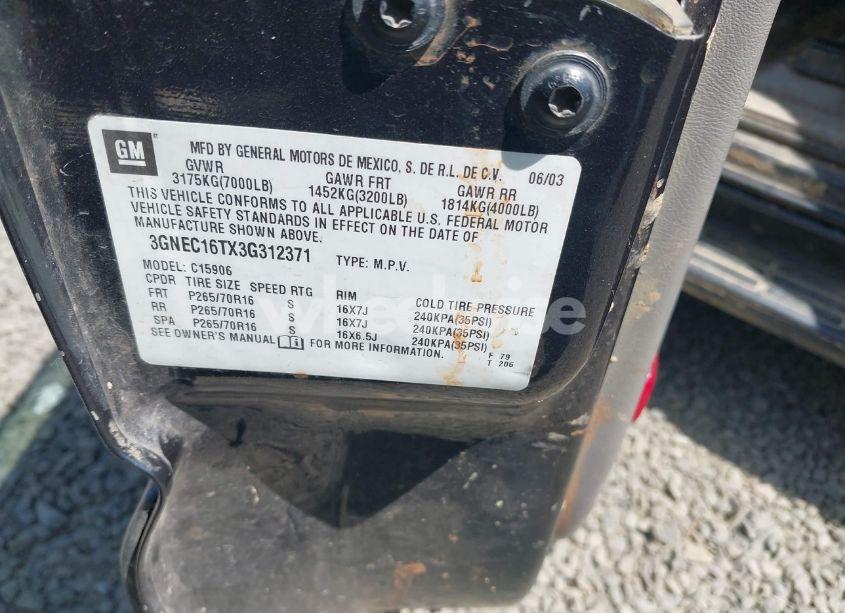 GM
MFD BY GENERAL MOTORS DE MEXICO, S. DE R.L. DE C.V. 06/03
GVWR GAWR FRT GAWR RR
3175KG(7000LB) 1452KG(3200LB) 1814KG(4000LB)
THIS VEHICLE CONFORMS TO ALL APPLICABLE U.S. FEDERAL MOTOR
VEHICLE SAFETY STANDARDS IN EFFECT ON THE DATE OF
MANUFACTURE SHOWN ABOVE.
3GNEC16TX3G312371 TYPE: M.P.V.
MODEL: C15906
CPDR TIRE SIZE SPEED RTG RIM COLD TIRE PRESSURE
FRT P265/70R16 S 16X7J 240KPA(35PSI)
RR P265/70R16 S 16X7J 240KPA(35PSI)
SPA P265/70R16 S 16X6.5J 240KPA(35PSI)
SEE OWNER'S MANUAL FOR MORE INFORMATION.
F 79
T 206